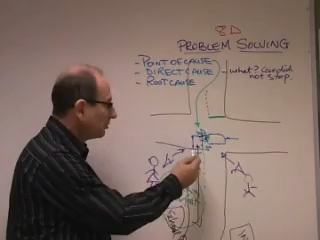 8D
PROBLEM SOLVING
- POINT OF CAUSE
- DIRECT CAUSE - what? Car did
not stop.
- ROOT CAUSE